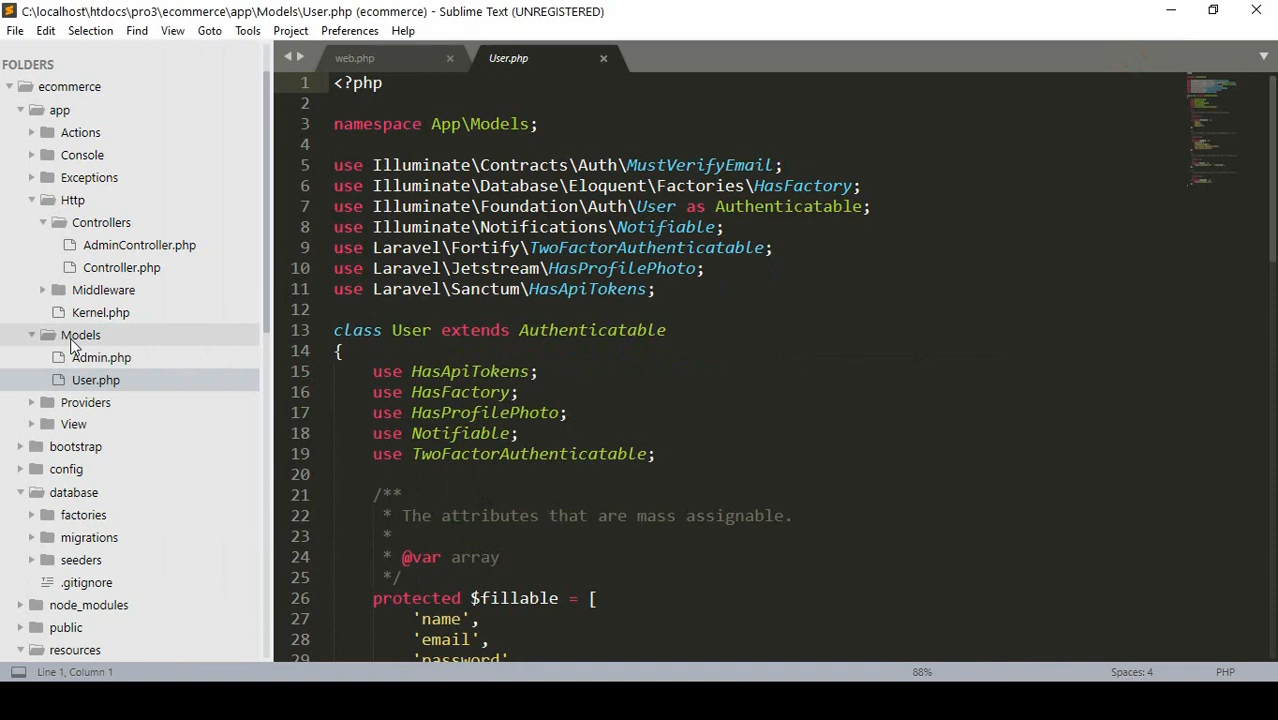 C:\localhost\htdocs\pro3\ecommerce\app\Models\User.php (ecommerce) - Sublime Text (UNREGISTERED)
File Edit Selection Find View Goto Tools Project Preferences Help
FOLDERS
ecommerce
app
Actions
Console
Exceptions
Http
Controllers
AdminController.php
Controller.php
Middleware
Kernel.php
Models
Admin.php
User.php
Providers
View
bootstrap
config
database
factories
migrations
seeders
.gitignore
node_modules
public
resources
web.php User.php
1 <?php
2
3 namespace App\Models;
4
5 use Illuminate\Contracts\Auth\MustVerifyEmail;
6 use Illuminate\Database\Eloquent\Factories\HasFactory;
7 use Illuminate\Foundation\Auth\User as Authenticatable;
8 use Illuminate\Notifications\Notifiable;
9 use Laravel\Fortify\TwoFactorAuthenticatable;
10 use Laravel\Jetstream\HasProfilePhoto;
11 use Laravel\Sanctum\HasApiTokens;
12
13 class User extends Authenticatable
14 {
15 use HasApiTokens;
16 use HasFactory;
17 use HasProfilePhoto;
18 use Notifiable;
19 use TwoFactorAuthenticatable;
20
21 /**
22 * The attributes that are mass assignable.
23 *
24 * @var array
25 */
26 protected $fillable = [
27 'name',
28 'email',
29 'password'
Line 1, Column 1 88% Spaces: 4 PHP